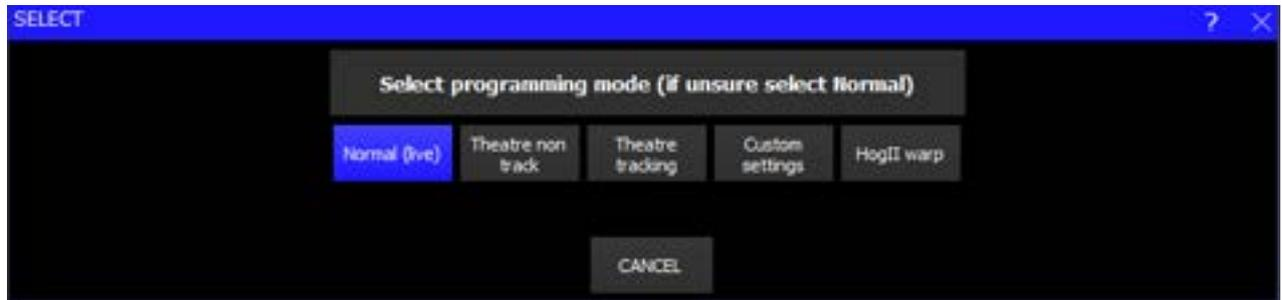 SELECT ? X
Select programming mode (if unsure select Normal)
Normal (live)
Theatre non
track
Theatre
tracking
Custom
settings
HogII warp
CANCEL